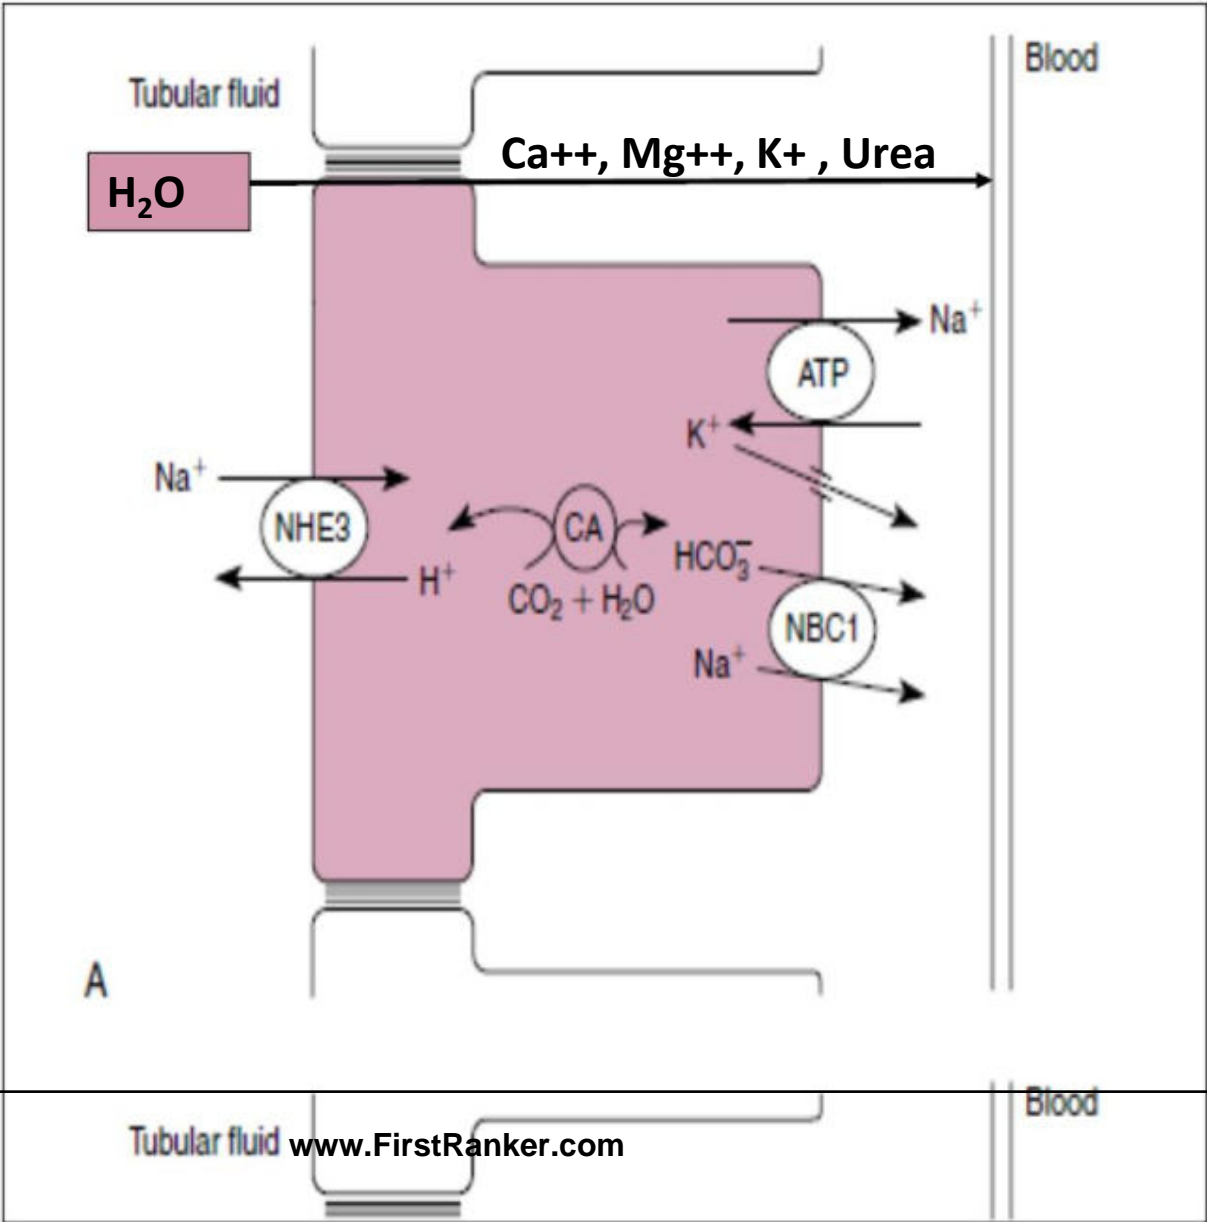 Blood
Tubular fluid
Ca++, Mg++, K+ , Urea
H₂O
Na⁺
ATP
K⁺
Na⁺
NHE3
CA
HCO₃⁻
H⁺
CO₂ + H₂O
NBC1
Na⁺
A
Blood
Tubular fluid www.FirstRanker.com